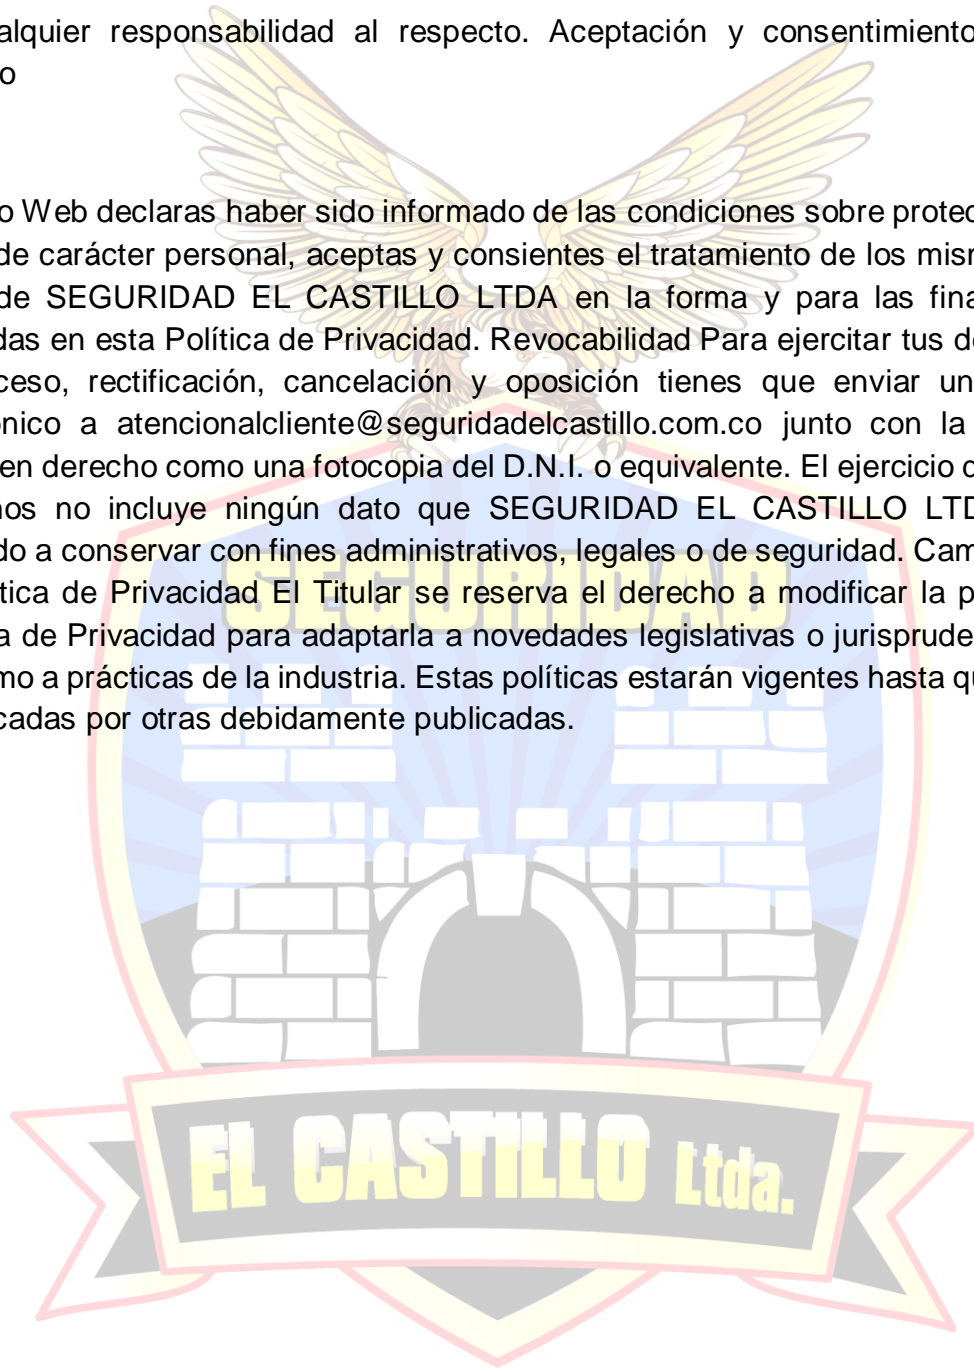 alquier responsabilidad al respecto. Aceptación y consentimiento
o
o Web declaras haber sido informado de las condiciones sobre protec
de carácter personal, aceptas y consientes el tratamiento de los mism
de SEGURIDAD EL CASTILLO LTDA en la forma y para las fina
das en esta Política de Privacidad. Revocabilidad Para ejercitar tus de
ceso, rectificación, cancelación y oposición tienes que enviar un
ónico a atencionalcliente@seguridadelcastillo.com.co junto con la
en derecho como una fotocopia del D.N.I. o equivalente. El ejercicio d
hos no incluye ningún dato que SEGURIDAD EL CASTILLO LTD
do a conservar con fines administrativos, legales o de seguridad. Cam
ítica de Privacidad El Titular se reserva el derecho a modificar la p
a de Privacidad para adaptarla a novedades legislativas o jurisprude
mo a prácticas de la industria. Estas políticas estarán vigentes hasta qu
cadas por otras debidamente publicadas.
SEGURIDAD
EL CASTILLO Ltda.